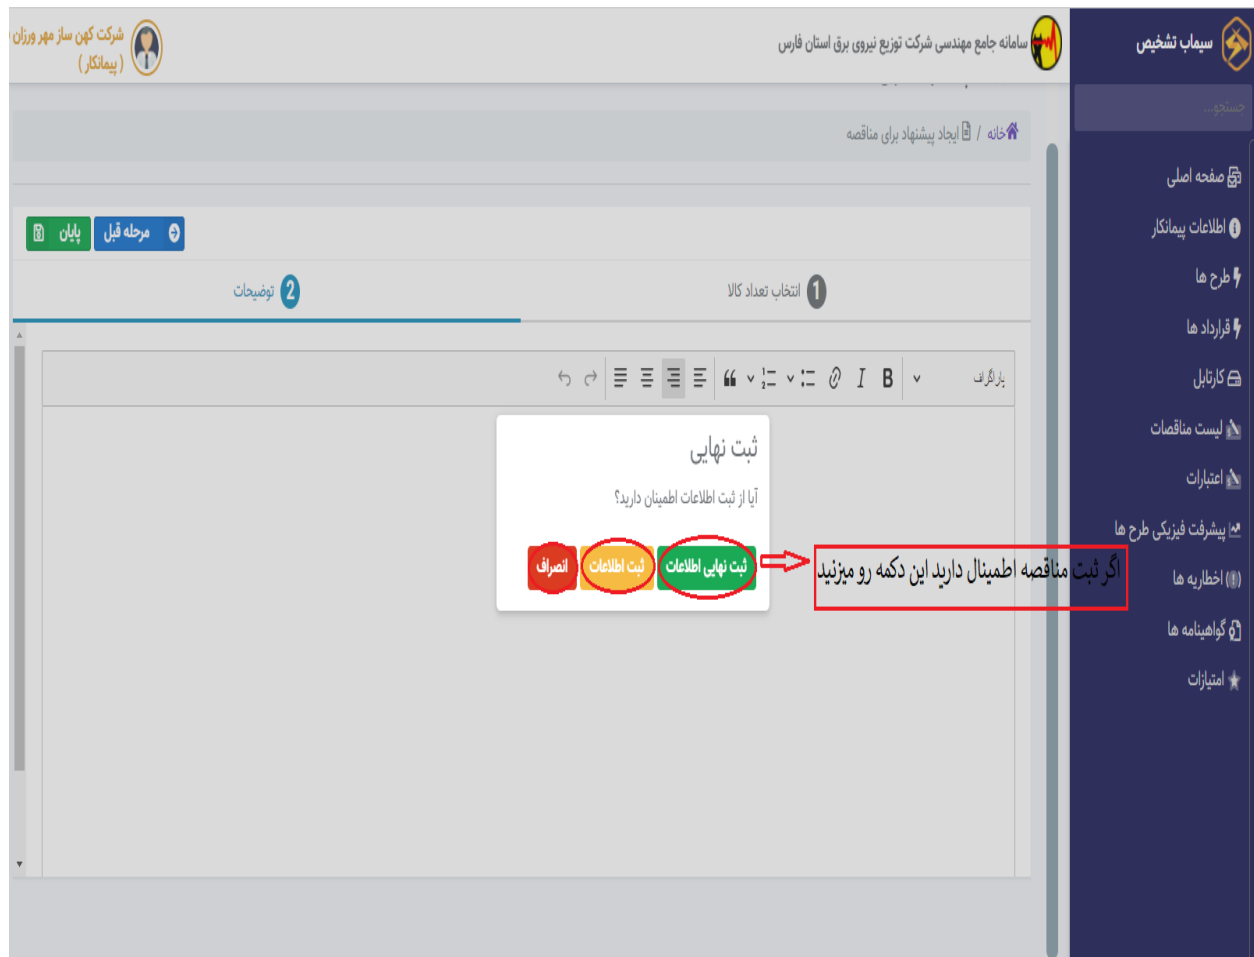 سیماب تشخیص
سامانه جامع مهندسی شرکت توزیع نیروی برق استان فارس
شرکت کهن ساز مهر ورزان
( پیمانکار )
جستجو...
خانه / ایجاد پیشنهاد برای مناقصه
صفحه اصلی
اطلاعات پیمانکار
طرح ها
قرارداد ها
کارتابل
لیست مناقصات
اعتبارات
پیشرفت فیزیکی طرح ها
اخطاریه ها
گواهینامه ها
امتیازات
مرحله قبل
پایان
1 انتخاب تعداد کالا
2 توضیحات
پاراگراف
ثبت نهایی
آیا از ثبت اطلاعات اطمینان دارید؟
ثبت نهایی اطلاعات
ثبت اطلاعات
انصراف
اگر ثبت مناقصه اطمینال دارید این دکمه رو میزنید